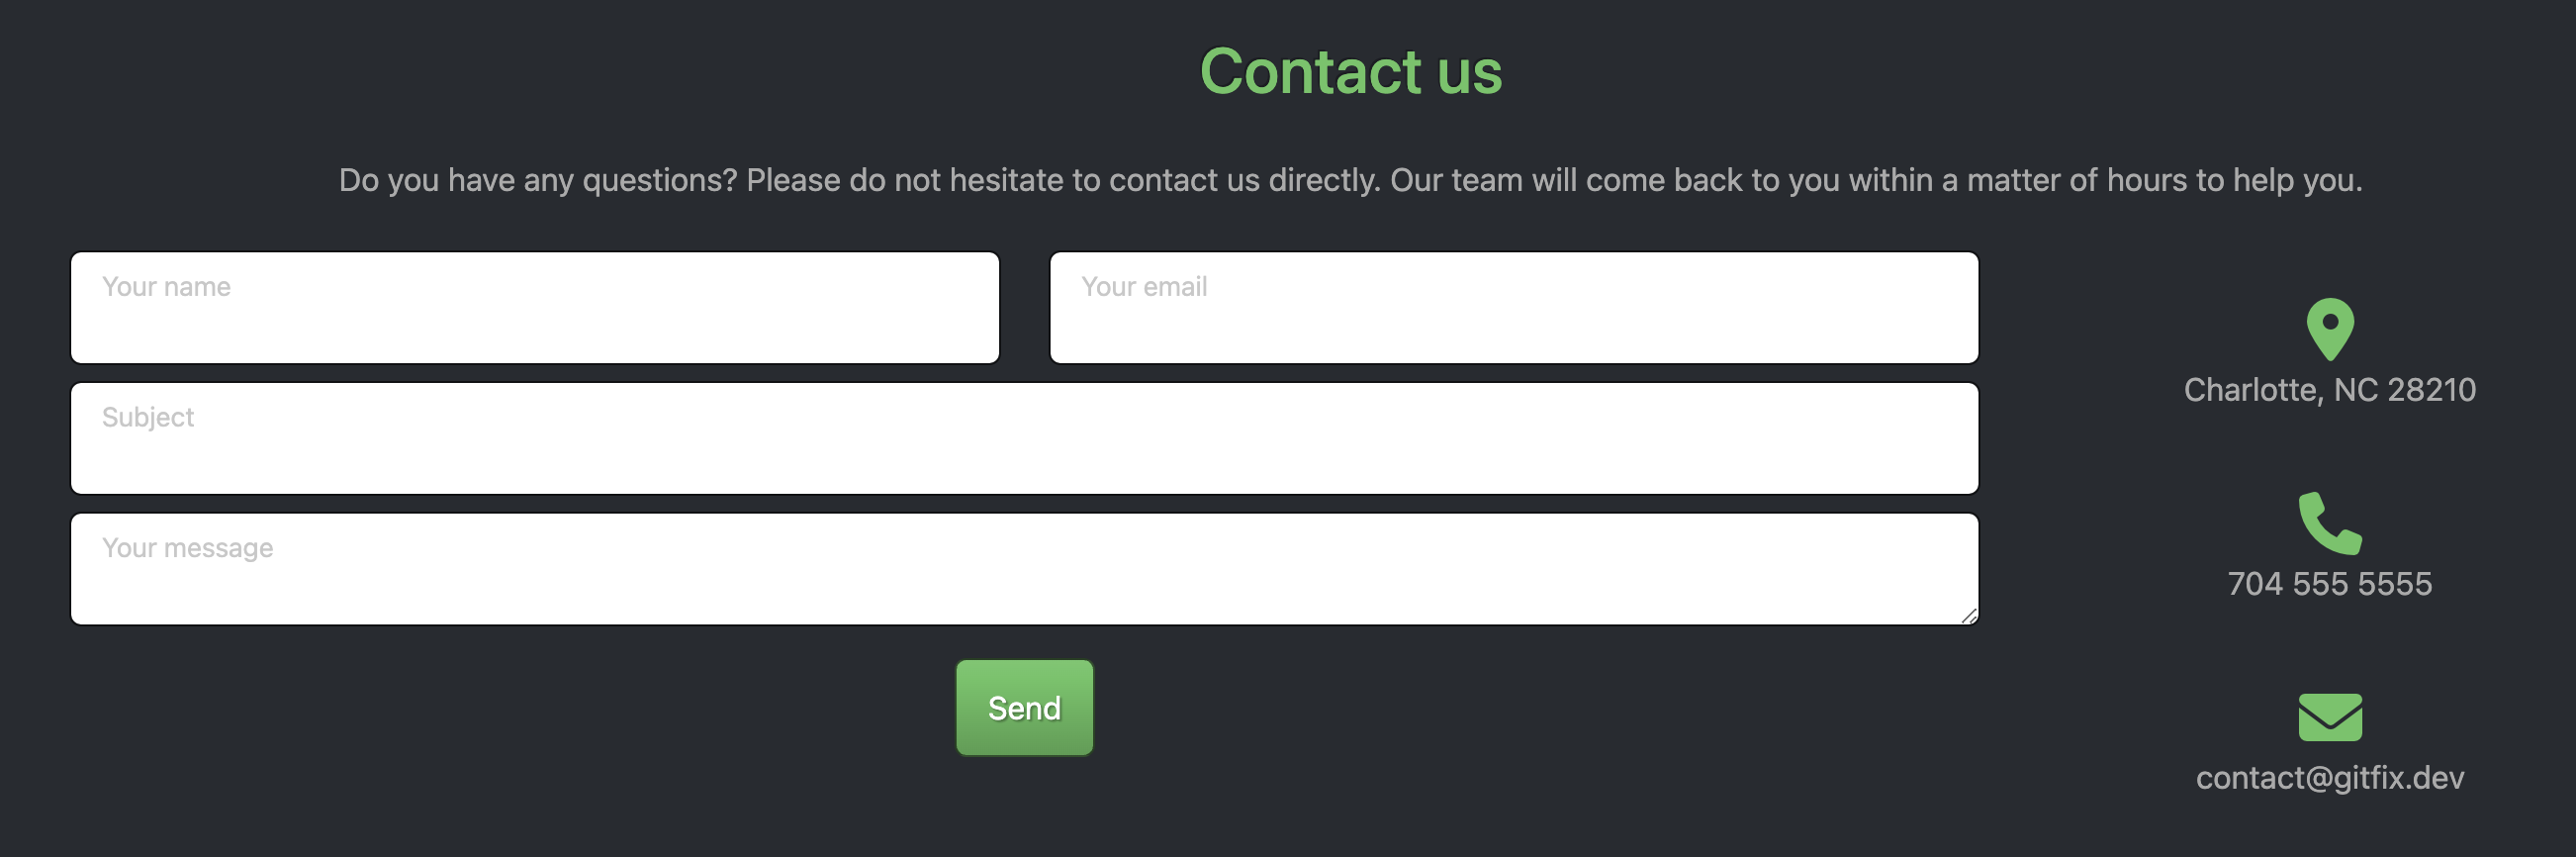 Contact us
Do you have any questions? Please do not hesitate to contact us directly. Our team will come back to you within a matter of hours to help you.
Your name
Your email
Subject
Your message
Send
Charlotte, NC 28210
704 555 5555
contact@gitfix.dev